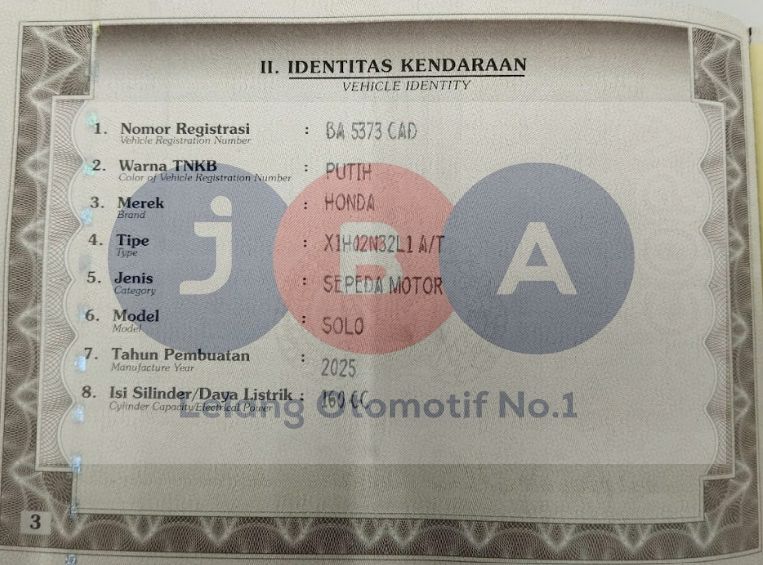 II. IDENTITAS KENDARAAN
VEHICLE IDENTITY
1. Nomor Registrasi : BA 5373 CAD
Vehicle Registration Number
2. Warna TNKB : PUTIH
Color of Vehicle Registration Number
3. Merek : HONDA
Brand
4. Tipe : X1H02N32L1 A/T
Type
5. Jenis : SEPEDA MOTOR
Category
6. Model : SOLO
Model
7. Tahun Pembuatan : 2025
Manufacture Year
8. Isi Silinder/Daya Listrik : 160 CC
Cylinder Capacity/Electrical Power
JBA
Lelang Otomotif No.1
3